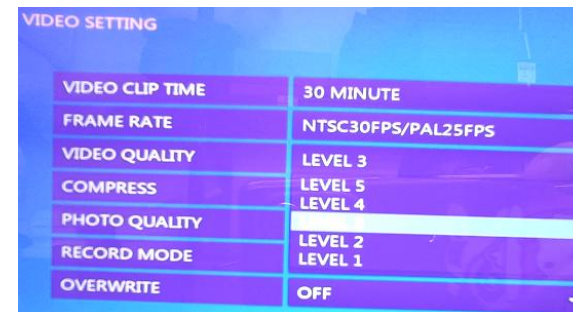 VIDEO SETTING
VIDEO CLIP TIME 30 MINUTE
FRAME RATE NTSC30FPS/PAL25FPS
VIDEO QUALITY LEVEL 3
COMPRESS LEVEL 5
LEVEL 4
PHOTO QUALITY
LEVEL 2
RECORD MODE LEVEL 1
OVERWRITE OFF